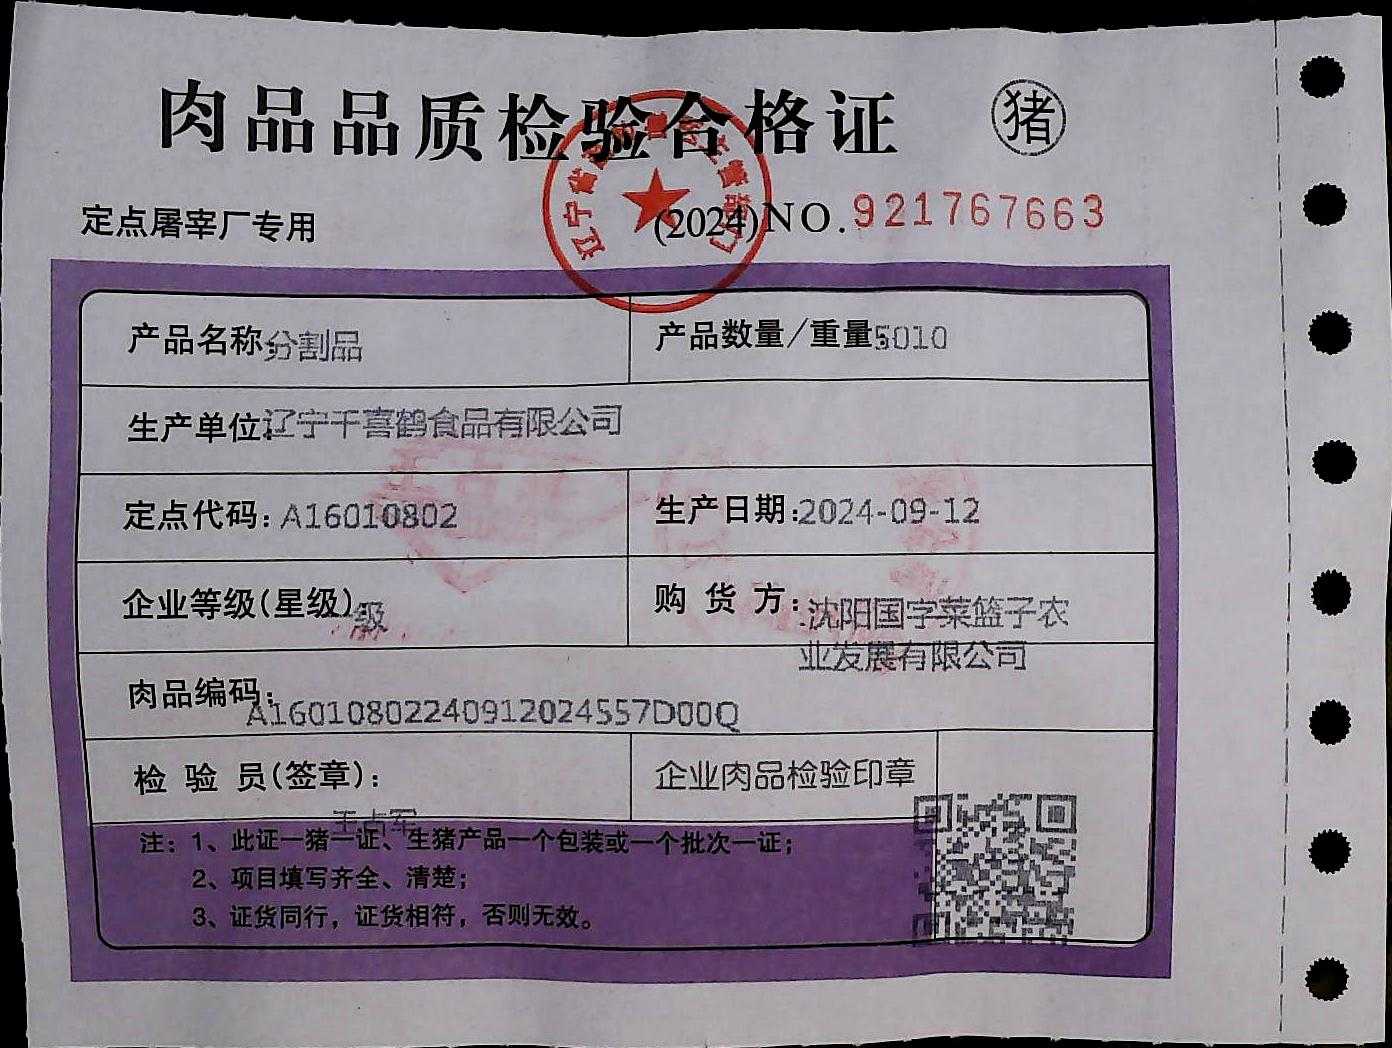 肉品品质检验合格证 猪
定点屠宰厂专用 (2024)NO.921767663
产品名称:分割品 产品数量/重量:5010
生产单位:辽宁千喜鹤食品有限公司
定点代码:A16010802 生产日期:2024-09-12
企业等级(星级) 级 购货方:沈阳国字菜篮子农
业发展有限公司
肉品编码:
A16010802240912024557D00Q
检验员(签章): 企业肉品检验印章
王占军
注:1、此证一猪一证、生猪产品一个包装或一个批次一证;
2、项目填写齐全、清楚;
3、证货同行,证货相符,否则无效。